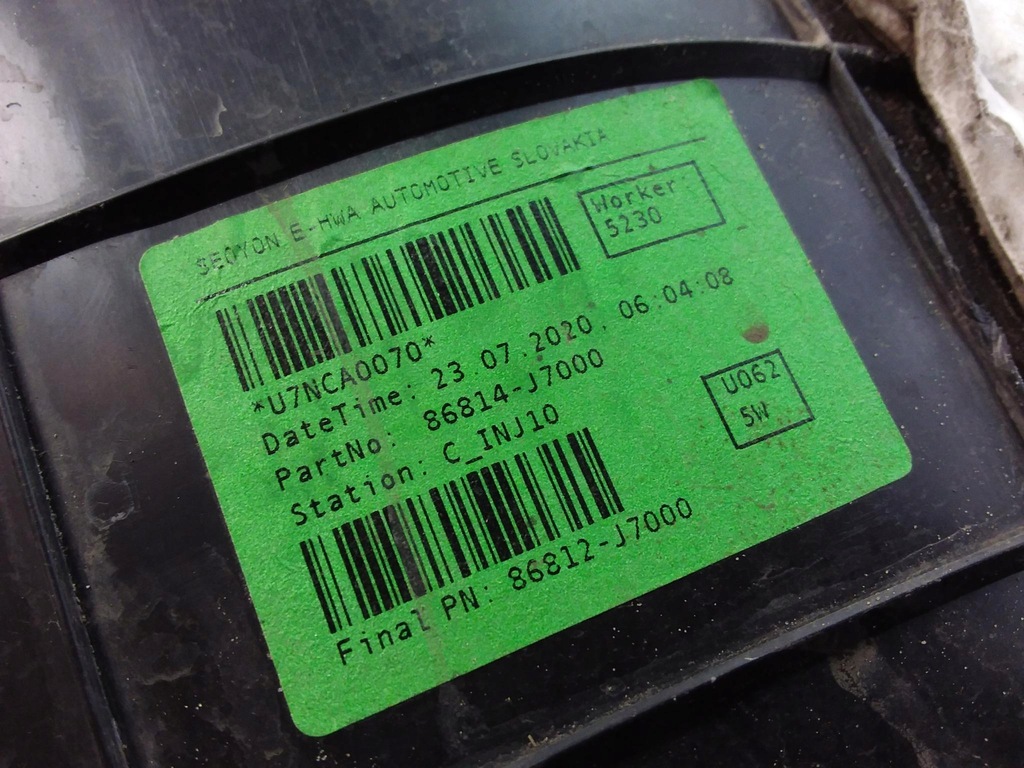 SEOYON E-HWA AUTOMOTIVE SLOVAKIA
Worker:
5230
*U7NCA0070*
DateTime: 23.07.2020. 06:04:08
PartNo: 86814-J7000
Station: C_INJ10
U062
5W
Final PN: 86812-J7000